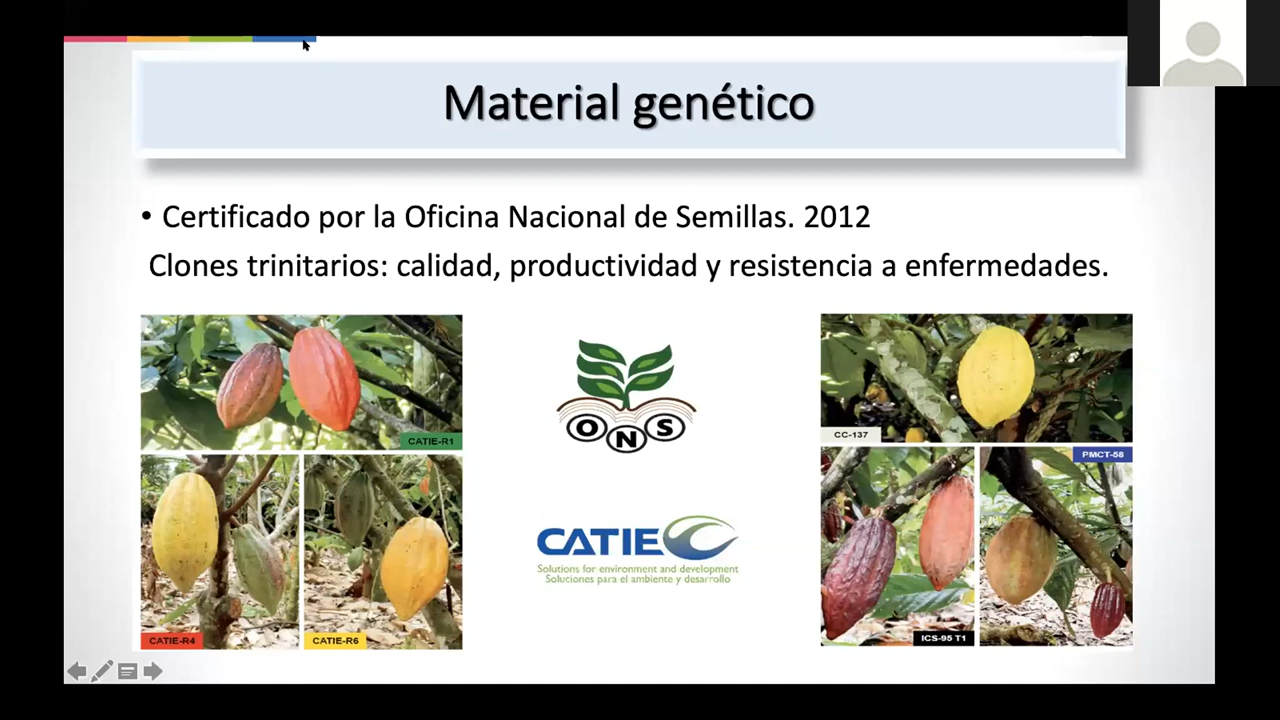 Material genético
• Certificado por la Oficina Nacional de Semillas. 2012
Clones trinitarios: calidad, productividad y resistencia a enfermedades.
CATIE-R1
CATIE-R4
CATIE-R6
ONS
CATIE
Solutions for environment and development
Soluciones para el ambiente y desarrollo
CC-137
PMCT-58
ICS-95 T1